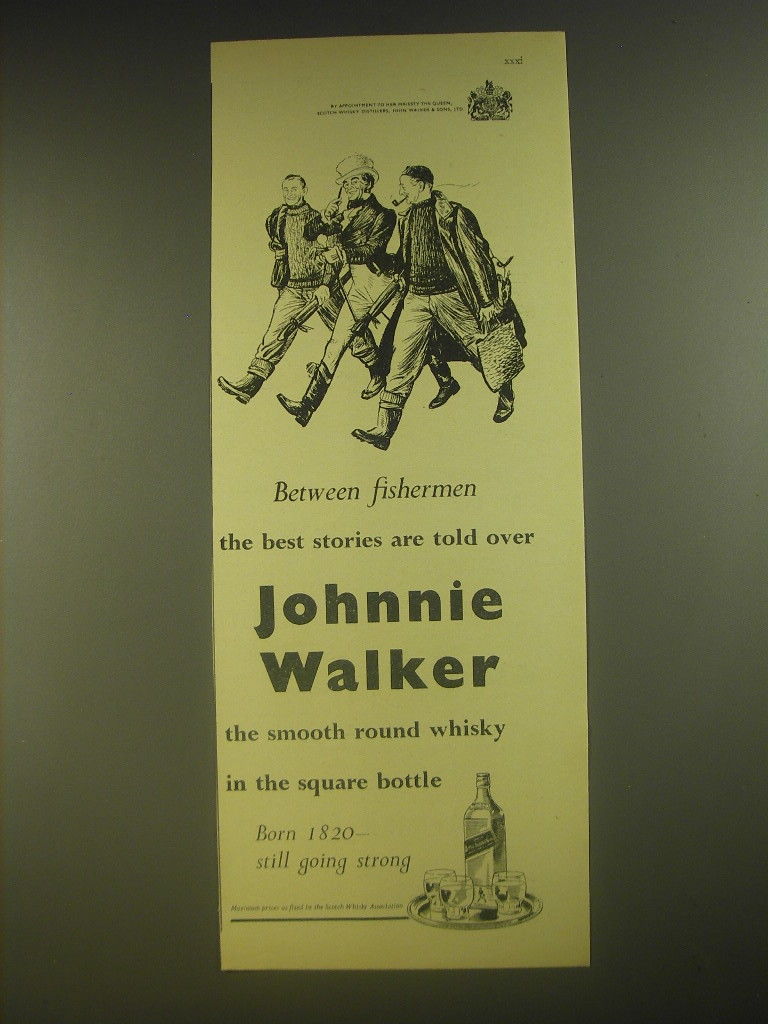 xxxi
BY APPOINTMENT TO HER MAJESTY THE QUEEN,
SCOTCH WHISKY DISTILLERS, JOHN WALKER & SONS, LTD
Between fishermen
the best stories are told over
Johnnie
Walker
the smooth round whisky
in the square bottle
Born 1820—
still going strong
Maximum prices as fixed by the Scotch Whisky Association